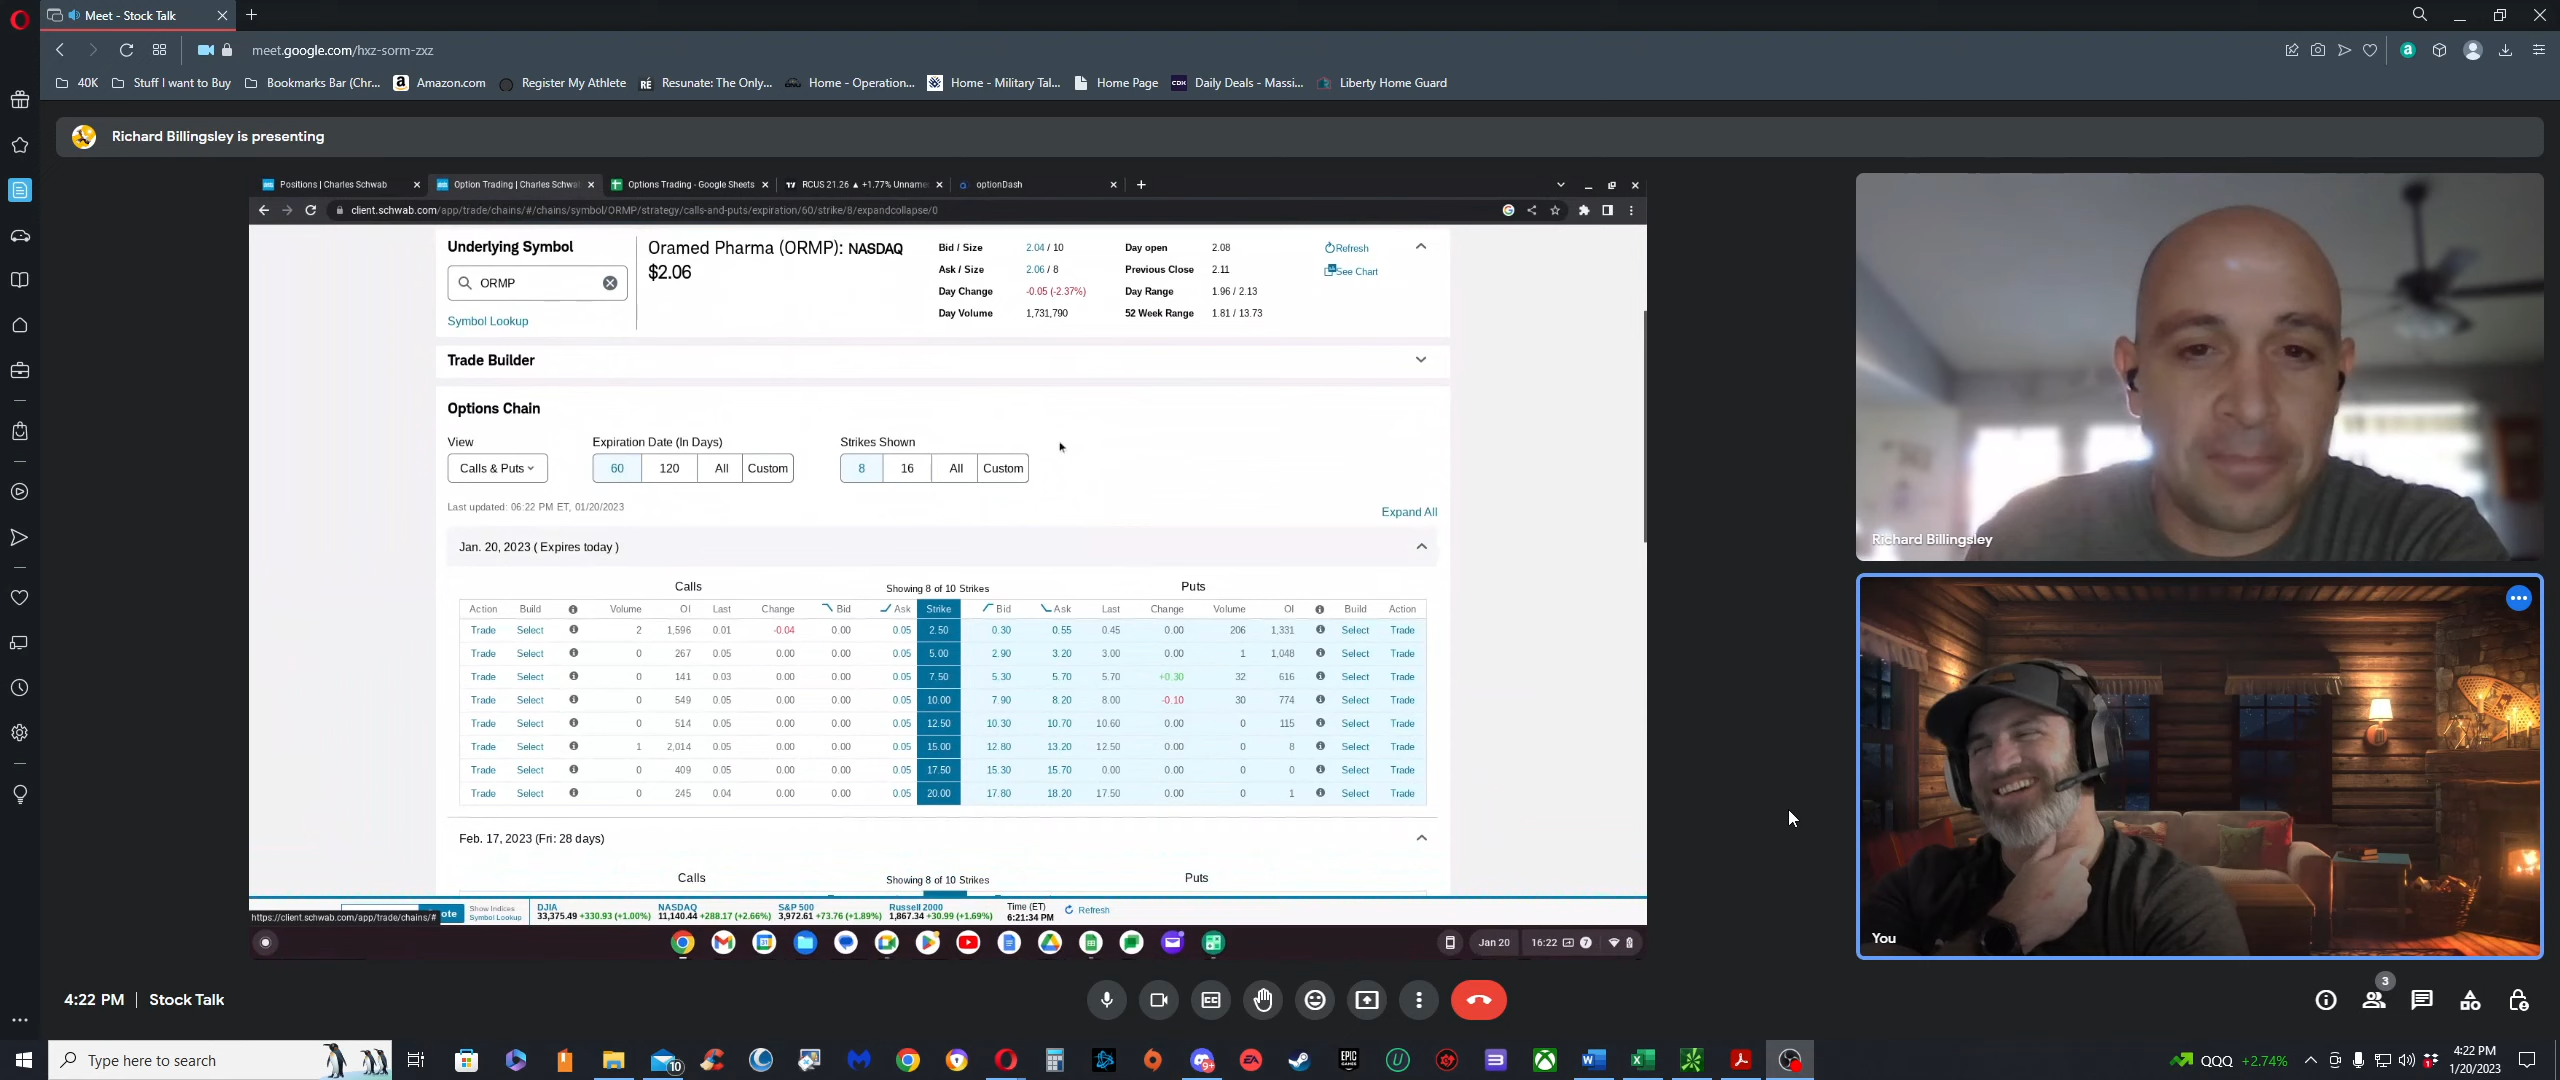 Meet - Stock Talk
meet.google.com/hxz-sorm-zxz
40K Stuff I want to Buy Bookmarks Bar (Chr... Amazon.com Register My Athlete Resunate: The Only... Home - Operation... Home - Military Tal... Home Page Daily Deals - Massi... Liberty Home Guard
Richard Billingsley is presenting
Positions | Charles Schwab Option Trading | Charles Schwa Options Trading - Google Sheets RCUS 21.26 ▲ +1.77% Unname optionDash
client.schwab.com/app/trade/chains/#/chains/symbol/ORMP/strategy/calls-and-puts/expiration/60/strike/8/expandcollapse/0
Underlying Symbol Oramed Pharma (ORMP): NASDAQ Bid / Size 2.04 / 10 Day open 2.08 Refresh
ORMP $2.06 Ask / Size 2.06 / 8 Previous Close 2.11 See Chart
Day Change -0.05 (-2.37%) Day Range 1.96 / 2.13
Symbol Lookup Day Volume 1,731,790 52 Week Range 1.81 / 13.73
Trade Builder
Options Chain
View Expiration Date (In Days) Strikes Shown
Calls & Puts 60 120 All Custom 8 16 All Custom
Last updated: 06:22 PM ET, 01/20/2023
Expand All
Jan. 20, 2023 ( Expires today )
Calls Showing 8 of 10 Strikes Puts
Action Build Volume OI Last Change Bid Ask Strike Bid Ask Last Change Volume OI Build Action
Trade Select 2 1,596 0.01 -0.04 0.00 0.05 2.50 0.30 0.55 0.45 0.00 206 1,331 Select Trade
Trade Select 0 267 0.05 0.00 0.00 0.05 5.00 2.90 3.20 3.00 0.00 1 1,048 Select Trade
Trade Select 0 141 0.03 0.00 0.00 0.05 7.50 5.30 5.70 5.70 +0.30 32 616 Select Trade
Trade Select 0 549 0.05 0.00 0.00 0.05 10.00 7.90 8.20 8.00 -0.10 30 774 Select Trade
Trade Select 0 514 0.05 0.00 0.00 0.05 12.50 10.30 10.70 10.60 0.00 0 115 Select Trade
Trade Select 1 2,014 0.05 0.00 0.00 0.05 15.00 12.80 13.20 12.50 0.00 0 8 Select Trade
Trade Select 0 409 0.05 0.00 0.00 0.05 17.50 15.30 15.70 0.00 0.00 0 0 Select Trade
Trade Select 0 245 0.04 0.00 0.00 0.05 20.00 17.80 18.20 17.50 0.00 0 1 Select Trade
Feb. 17, 2023 (Fri: 28 days)
Calls Showing 8 of 10 Strikes Puts
https://client.schwab.com/app/trade/chains/# ote Show Indices Symbol Lookup
DJIA NASDAQ S&P 500 Russell 2000 Time (ET) Refresh
33,375.49 +330.93 (+1.00%) 11,140.44 +288.17 (+2.66%) 3,972.61 +73.76 (+1.89%) 1,867.34 +30.99 (+1.69%) 6:21:34 PM
Jan 20 16:22 7
Richard Billingsley
You
4:22 PM | Stock Talk
3
Type here to search
10
9+
EA
EPIC GAMES
QQQ +2.74%
4:22 PM
1/20/2023